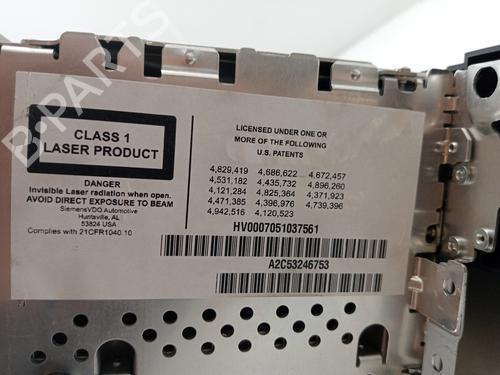 CLASS 1
LASER PRODUCT
DANGER
Invisible Laser radiation when open.
AVOID DIRECT EXPOSURE TO BEAM
SiemensVDO Automotive
Huntsville, AL
53824 USA
Complies with 21CFR1040.10
LICENSED UNDER ONE OR
MORE OF THE FOLLOWING
U.S. PATENTS
4,829,419 4,686,622 4,672,457
4,531,182 4,435,732 4,896,260
4,121,284 4,825,364 4,371,923
4,471,385 4,396,976 4,739,396
4,942,516 4,120,523
HV0007051037561
A2C53246753
B-PARTS